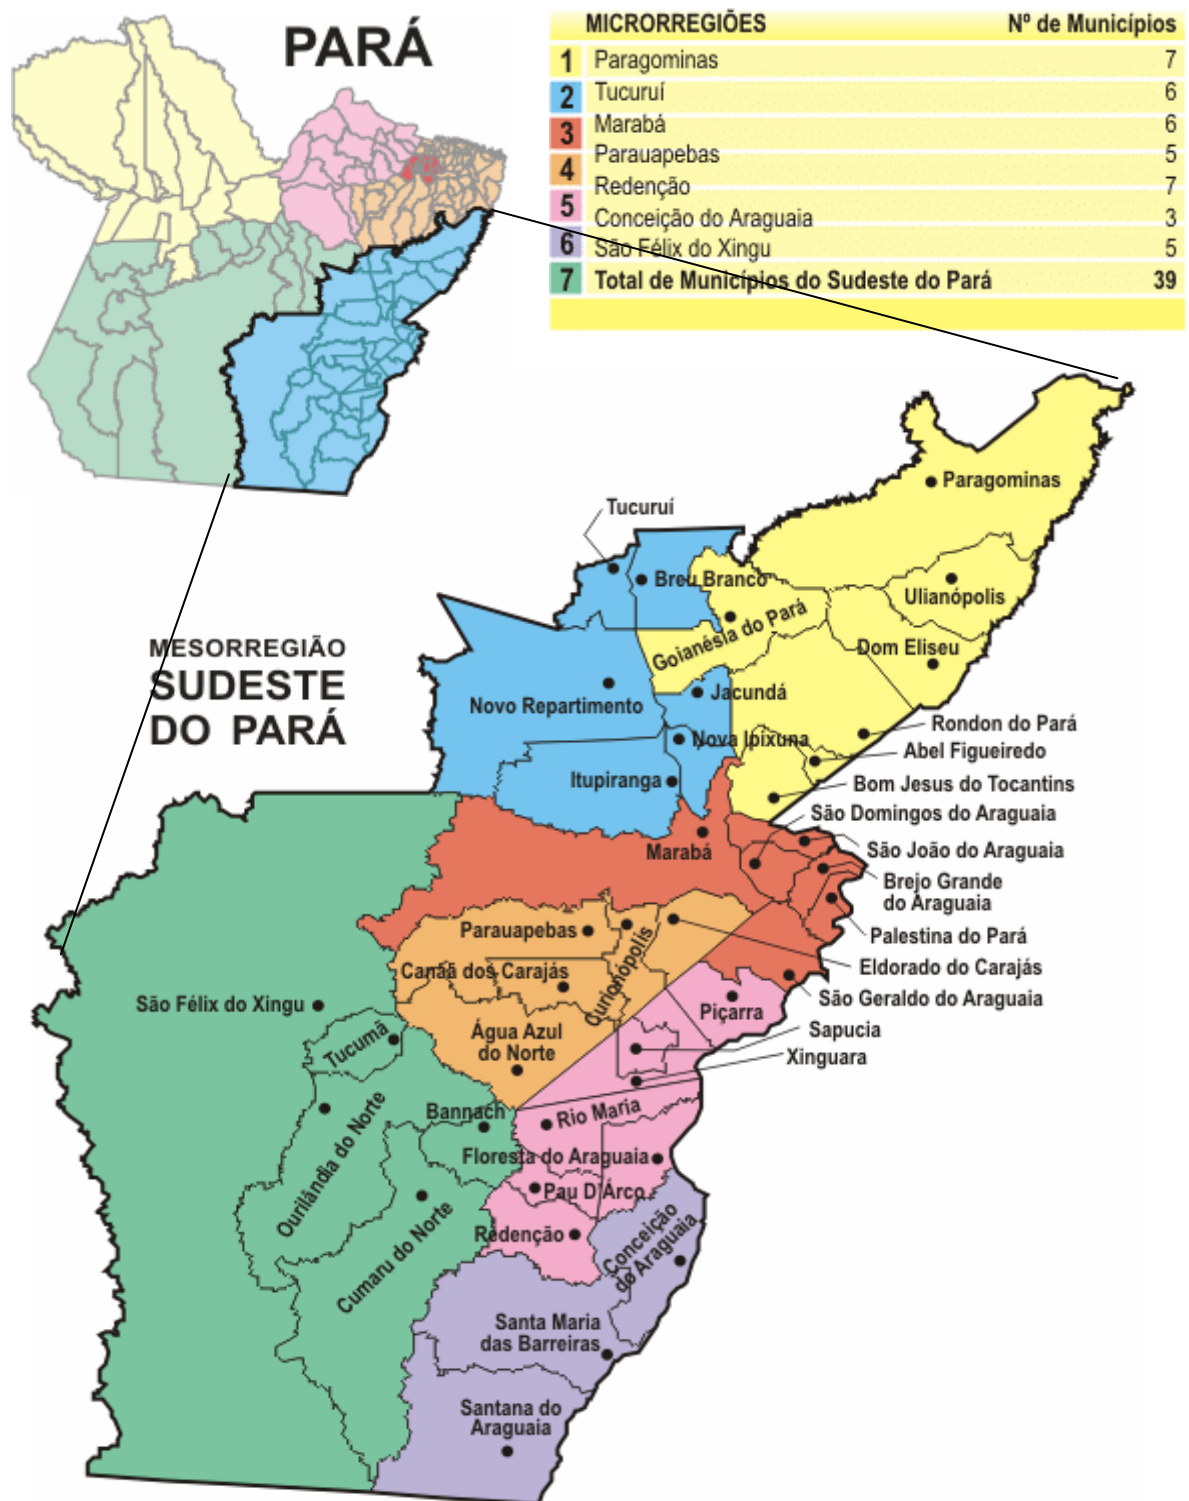 PARÁ
MICRORREGIÕES Nº de Municípios
1 Paragominas 7
2 Tucuruí 6
3 Marabá 6
4 Parauapebas 5
Redenção 7
5 Conceição do Araguaia 3
6 São Félix do Xingu 5
7 Total de Municípios do Sudeste do Pará 39
MESORREGIÃO
SUDESTE
DO PARÁ
Paragominas
Tucuruí
Breu Branco
Ulianópolis
Goianésia do Pará
Dom Eliseu
Jacundá
Novo Repartimento
Rondon do Pará
Nova Ipixuna
Abel Figueiredo
Itupiranga
Bom Jesus do Tocantins
São Domingos do Araguaia
Marabá
São João do Araguaia
Brejo Grande
do Araguaia
Parauapebas
Palestina do Pará
Curionópolis
Canaã dos Carajás
Eldorado do Carajás
São Félix do Xingu
São Geraldo do Araguaia
Piçarra
Água Azul
do Norte
Sapucia
Tucumã
Xinguara
Bannach
Rio Maria
Ourilândia do Norte
Floresta do Araguaia
Pau D'Árco
Cumaru do Norte
Redenção
Conceição
do Araguaia
Santa Maria
das Barreiras
Santana do
Araguaia